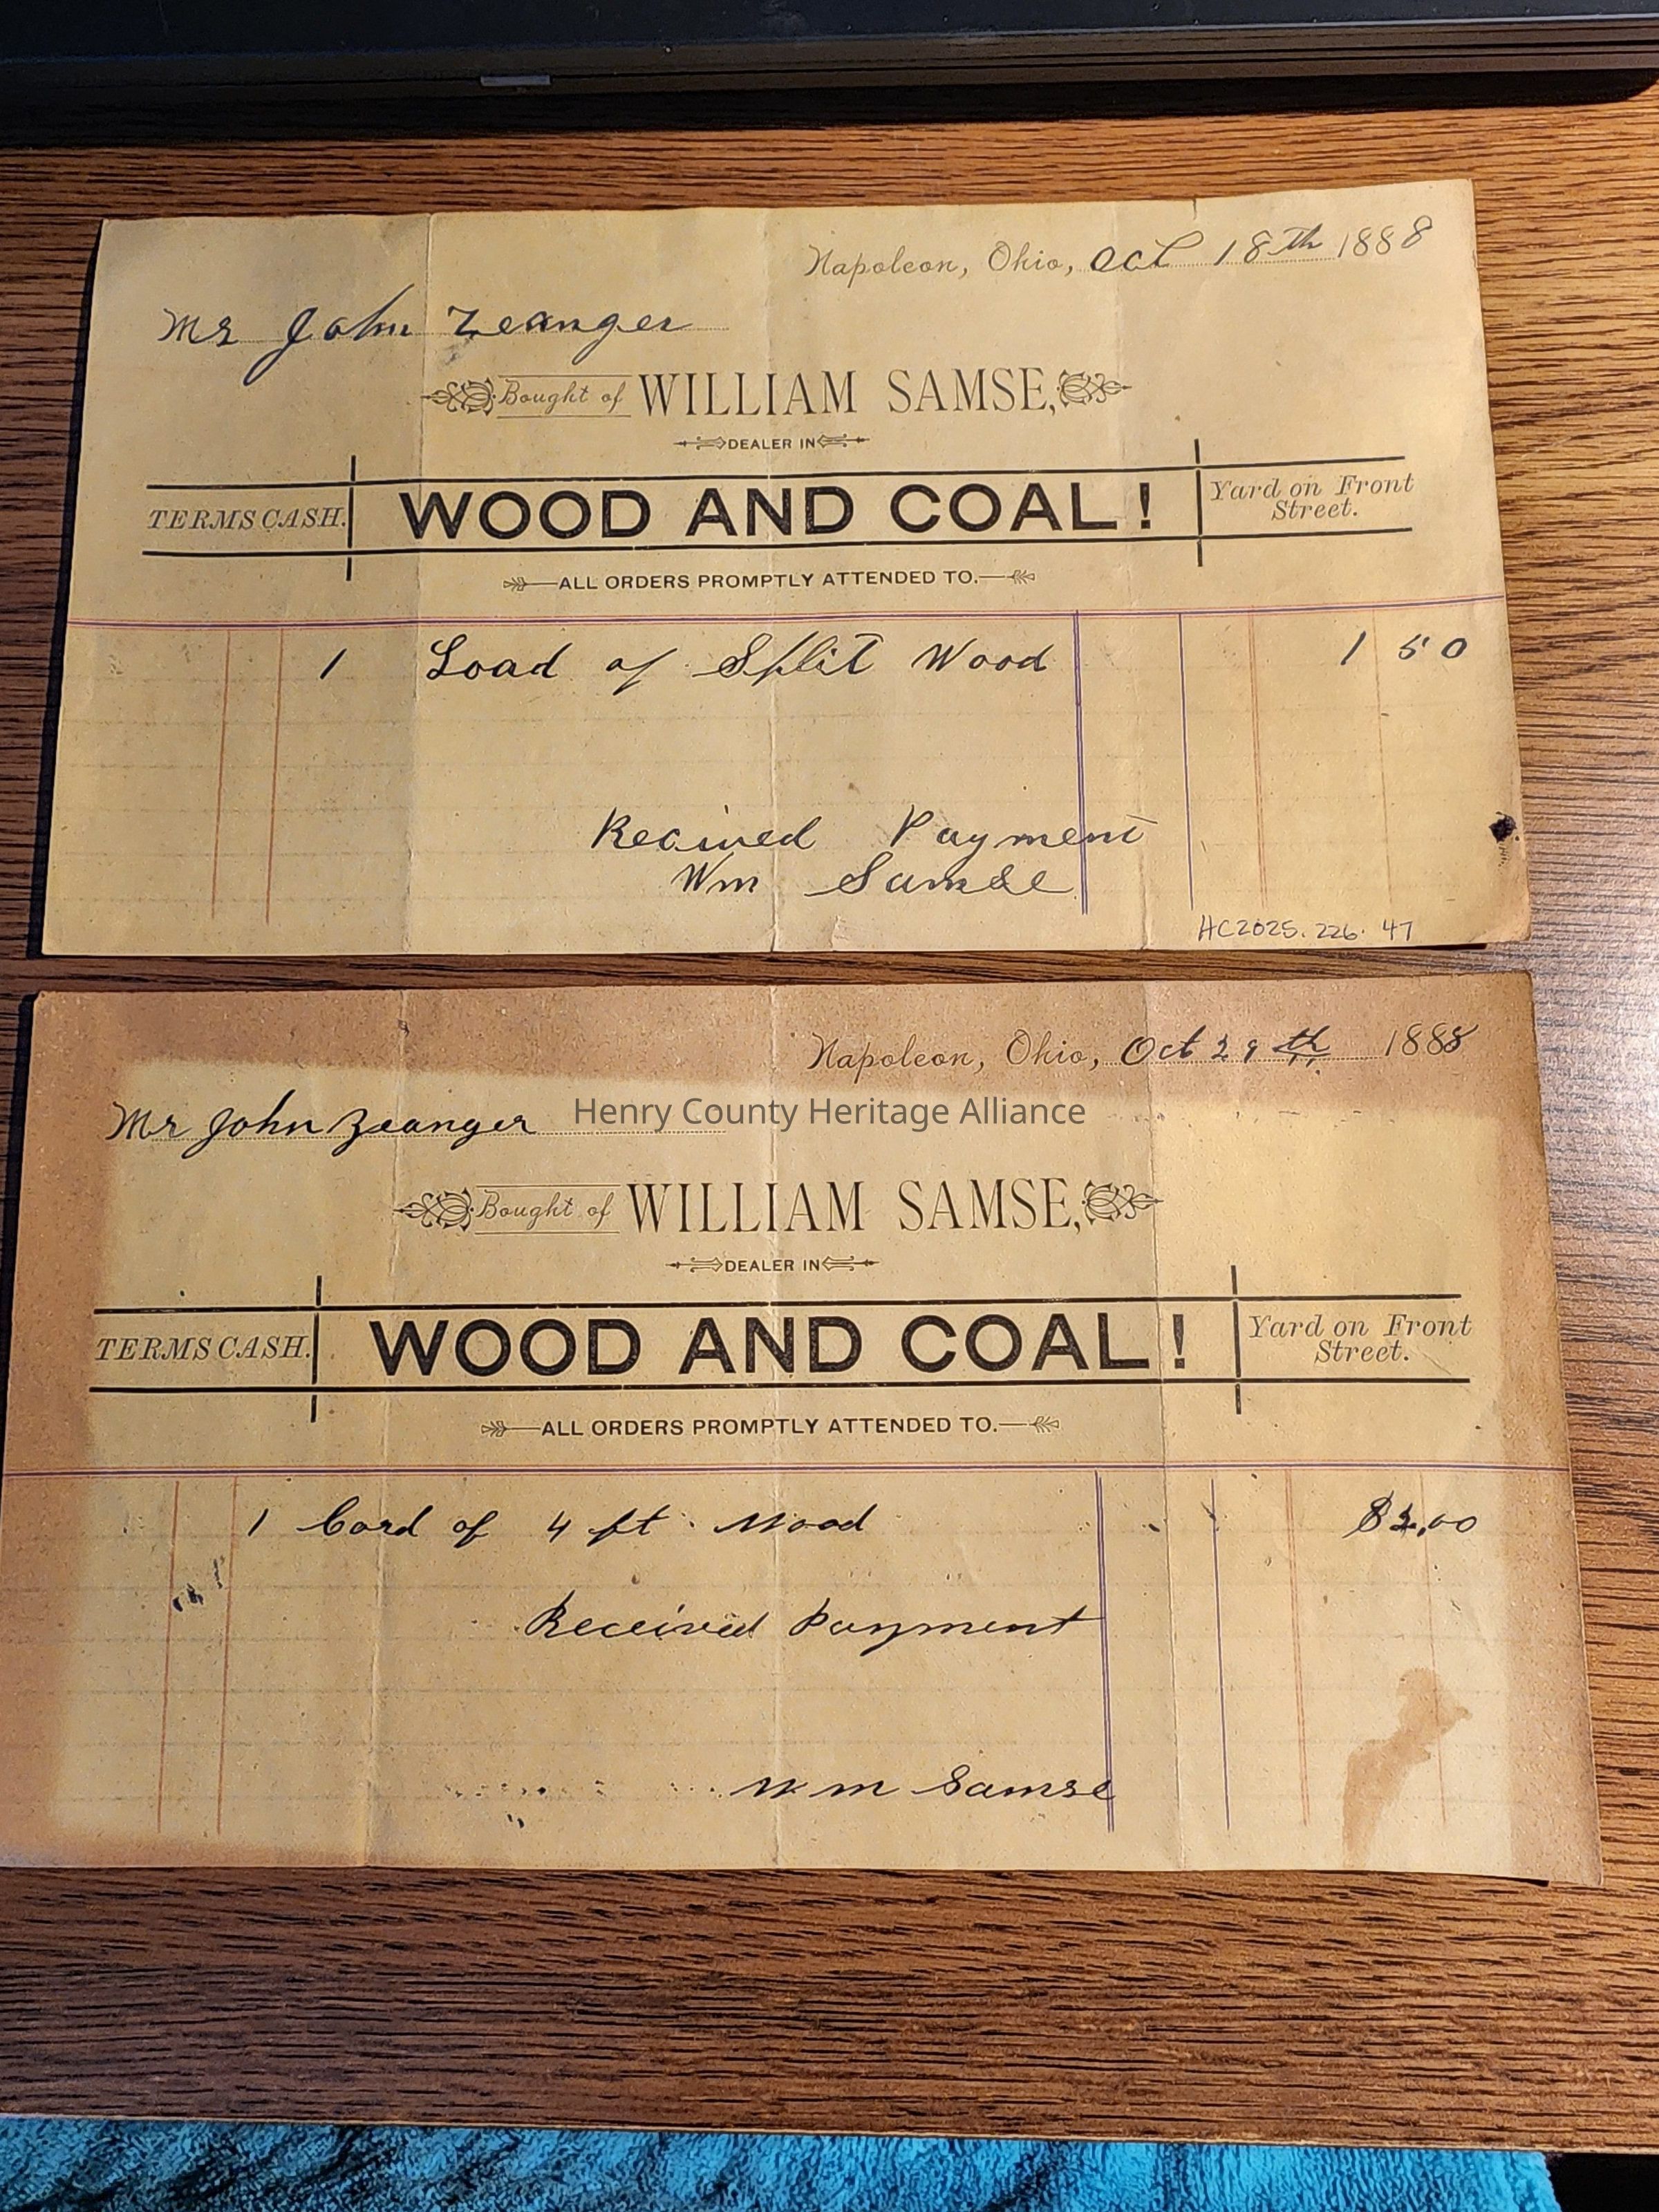 Napoleon, Ohio, Oct 18th 1888
Mr John Zeanger
Bought of WILLIAM SAMSE,
DEALER IN
TERMS CASH. WOOD AND COAL! Yard on Front Street.
ALL ORDERS PROMPTLY ATTENDED TO.
1 Load of Split Wood 1 50
Recived Payment
Wm Samse
HC2025.226.47
Napoleon, Ohio, Oct 29th 1888
Mr John Zeanger
Henry County Heritage Alliance
Bought of WILLIAM SAMSE,
DEALER IN
TERMS CASH. WOOD AND COAL! Yard on Front Street.
ALL ORDERS PROMPTLY ATTENDED TO.
1 Cord of 4 ft Wood
Received Payment
Wm Samse